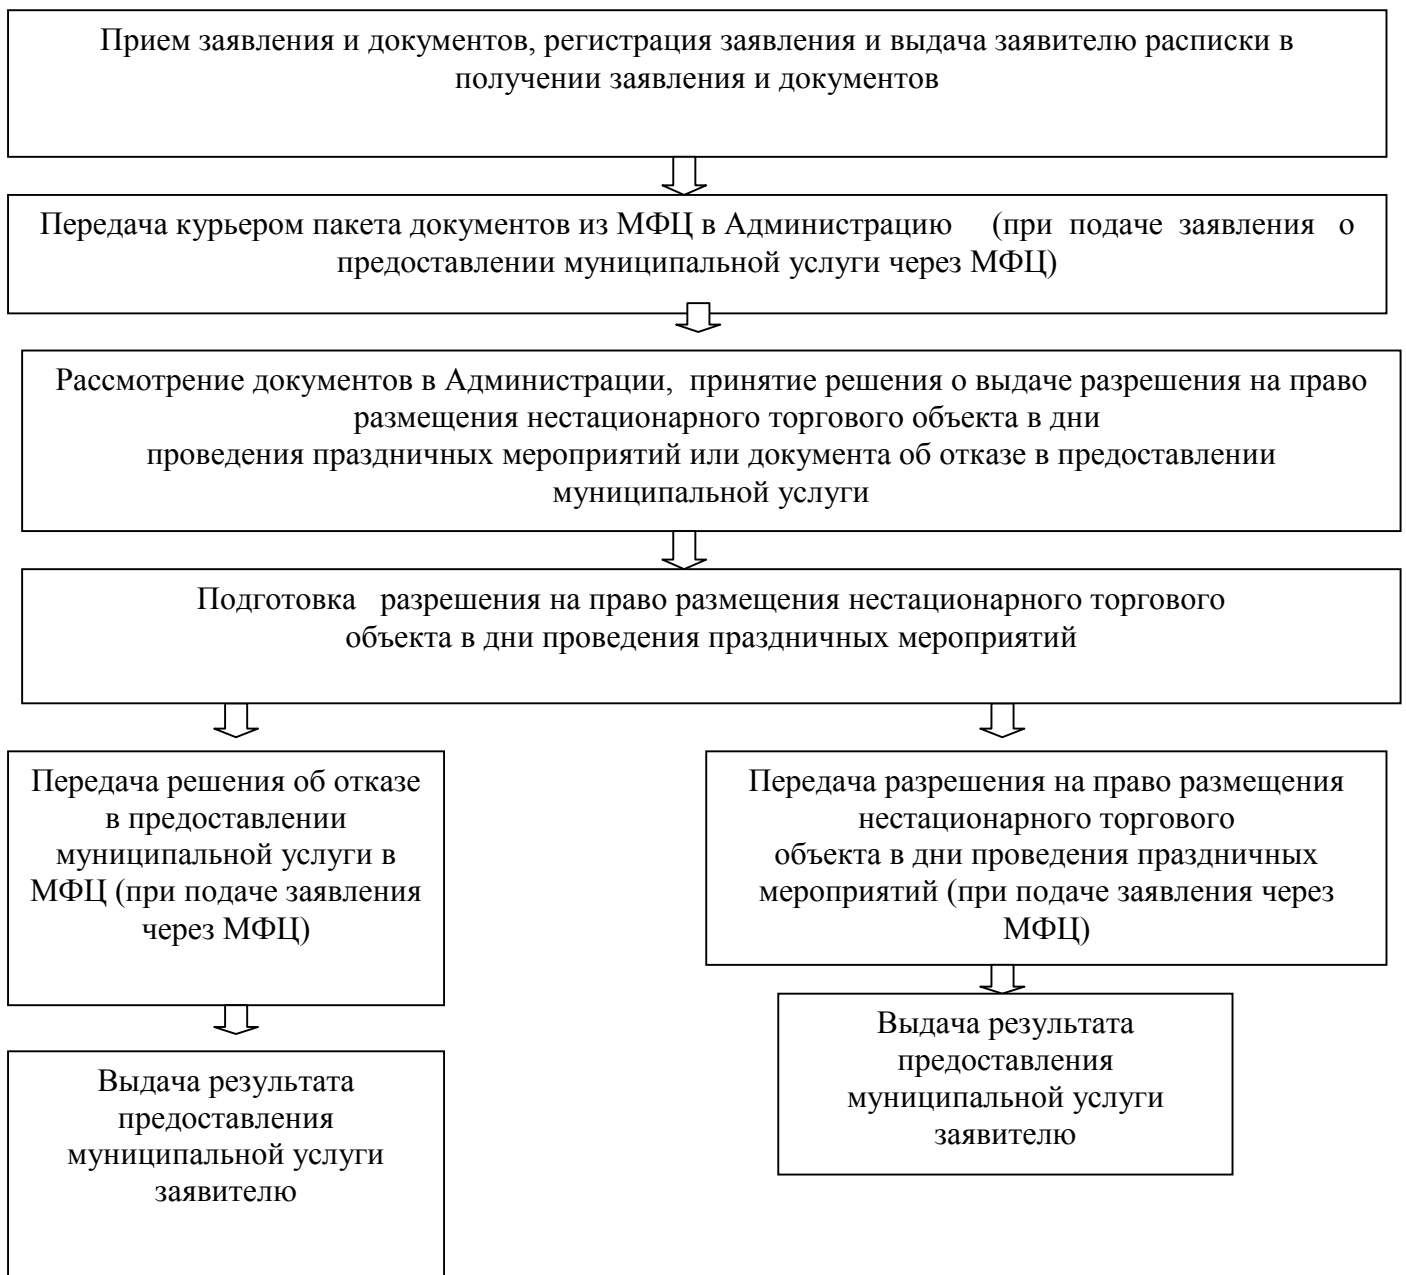 Прием заявления и документов, регистрация заявления и выдача заявителю расписки в
получении заявления и документов
Передача курьером пакета документов из МФЦ в Администрацию (при подаче заявления о
предоставлении муниципальной услуги через МФЦ)
Рассмотрение документов в Администрации, принятие решения о выдаче разрешения на право
размещения нестационарного торгового объекта в дни
проведения праздничных мероприятий или документа об отказе в предоставлении
муниципальной услуги
Подготовка разрешения на право размещения нестационарного торгового
объекта в дни проведения праздничных мероприятий
Передача решения об отказе
в предоставлении
муниципальной услуги в
МФЦ (при подаче заявления
через МФЦ)
Передача разрешения на право размещения
нестационарного торгового
объекта в дни проведения праздничных
мероприятий (при подаче заявления через
МФЦ)
Выдача результата
предоставления
муниципальной услуги
заявителю
Выдача результата
предоставления
муниципальной услуги
заявителю